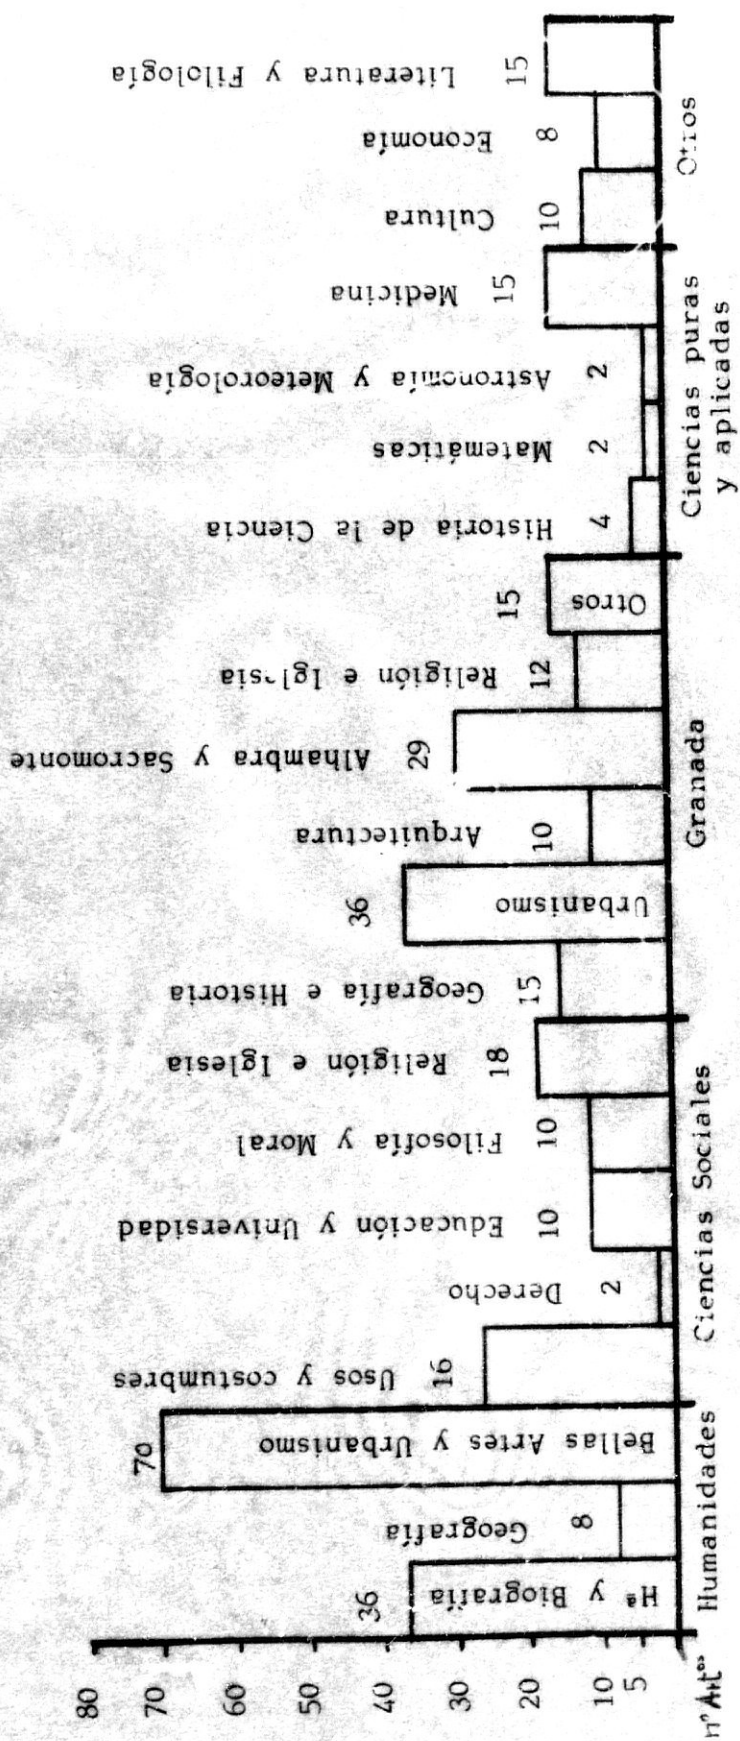 80
70
60
50
40
30
20
10
5
nº Artºˢ
Humanidades
36
Hª y Biografía
8
Geografía
70
Bellas Artes y Urbanismo
Ciencias Sociales
16
Usos y costumbres
2
Derecho
10
Educación y Universidad
10
Filosofía y Moral
18
Religión e Iglesia
Granada
15
Geografía e Historia
36
Urbanismo
10
Arquitectura
29
Alhambra y Sacromonte
12
Religión e Iglesia
15
Otros
Ciencias puras
y aplicadas
4
Historia de la Ciencia
2
Matemáticas
2
Astronomía y Meteorología
15
Medicina
Otros
10
Cultura
8
Economía
15
Literatura y Filología